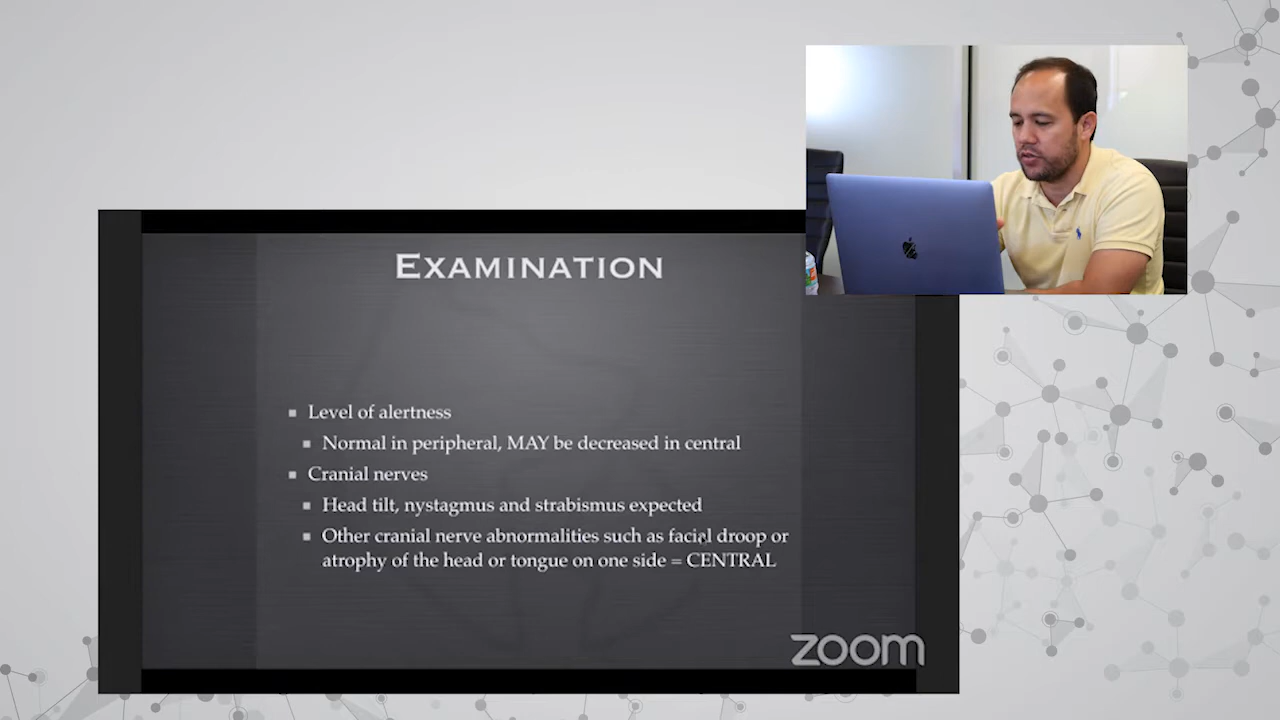 EXAMINATION
Level of alertness
Normal in peripheral, MAY be decreased in central
Cranial nerves
Head tilt, nystagmus and strabismus expected
Other cranial nerve abnormalities such as facial droop or
atrophy of the head or tongue on one side = CENTRAL
zoom